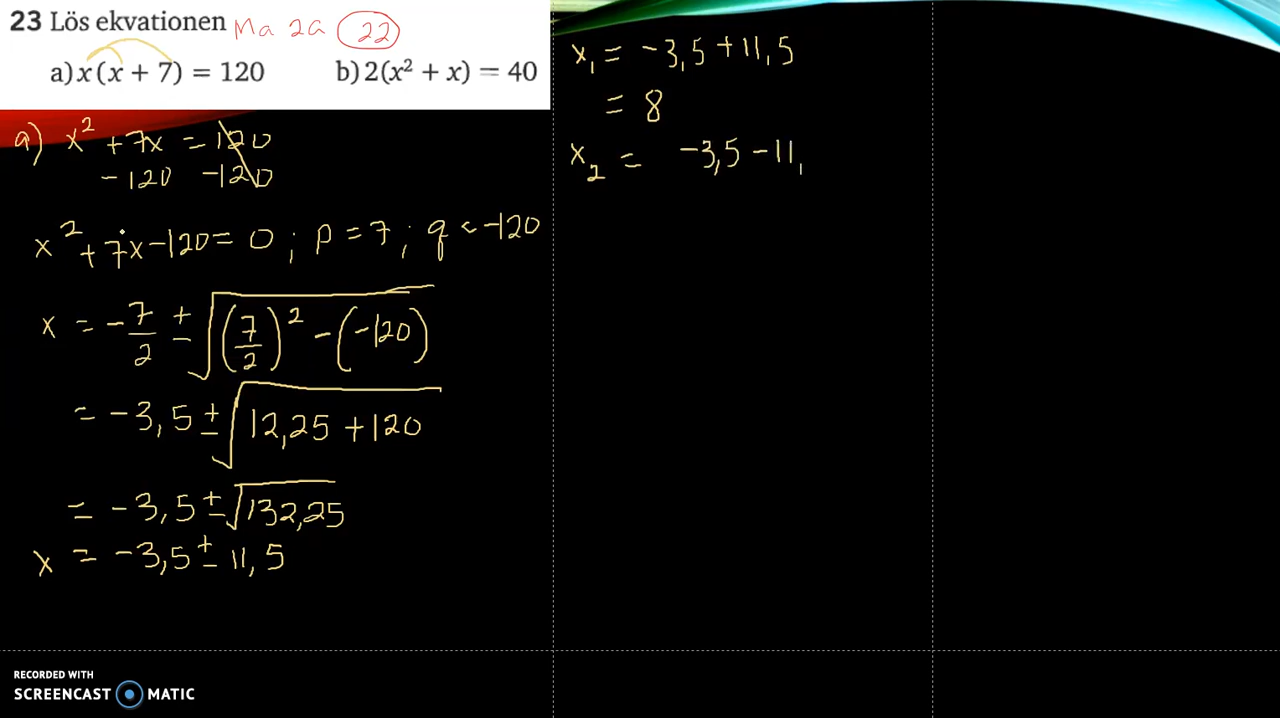 23 Lös ekvationen Ma 2a 22
a) x(x + 7) = 120 b) 2(x² + x) = 40
a) x² + 7x = 120
- 120 -120
x² + 7x - 120 = 0 ; p = 7 ; q = -120
x = -7/2 ± √((7/2)² - (-120))
= -3,5 ± √(12,25 + 120)
= -3,5 ± √132,25
x = -3,5 ± 11,5
x₁ = -3,5 + 11,5
= 8
x₂ = -3,5 - 11,
RECORDED WITH
SCREENCAST MATIC